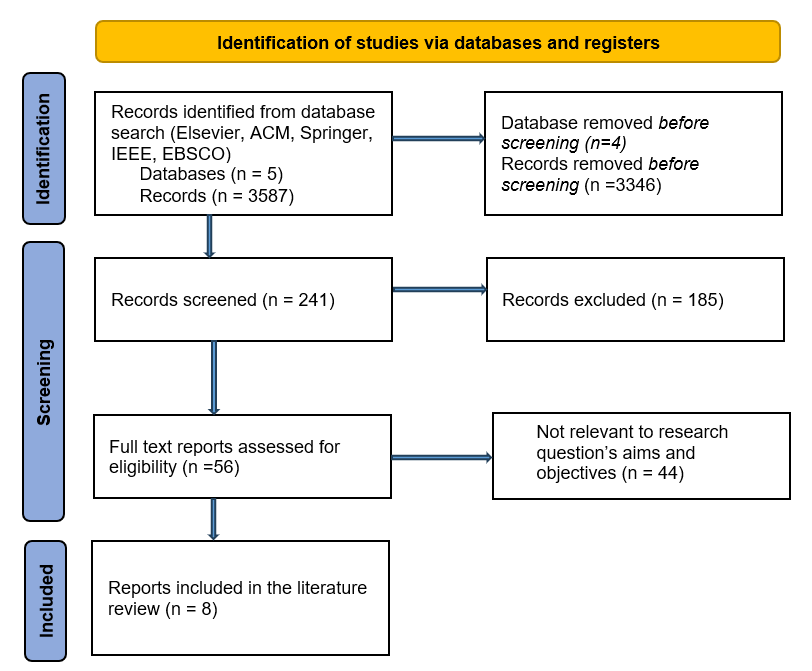 Identification of studies via databases and registers
Identification
Records identified from database
search (Elsevier, ACM, Springer,
IEEE, EBSCO)
Databases (n = 5)
Records (n = 3587)
Database removed before
screening (n=4)
Records removed before
screening (n =3346)
Screening
Records screened (n = 241)
Records excluded (n = 185)
Full text reports assessed for
eligibility (n =56)
Not relevant to research
question’s aims and
objectives (n = 44)
Included
Reports included in the literature
review (n = 8)